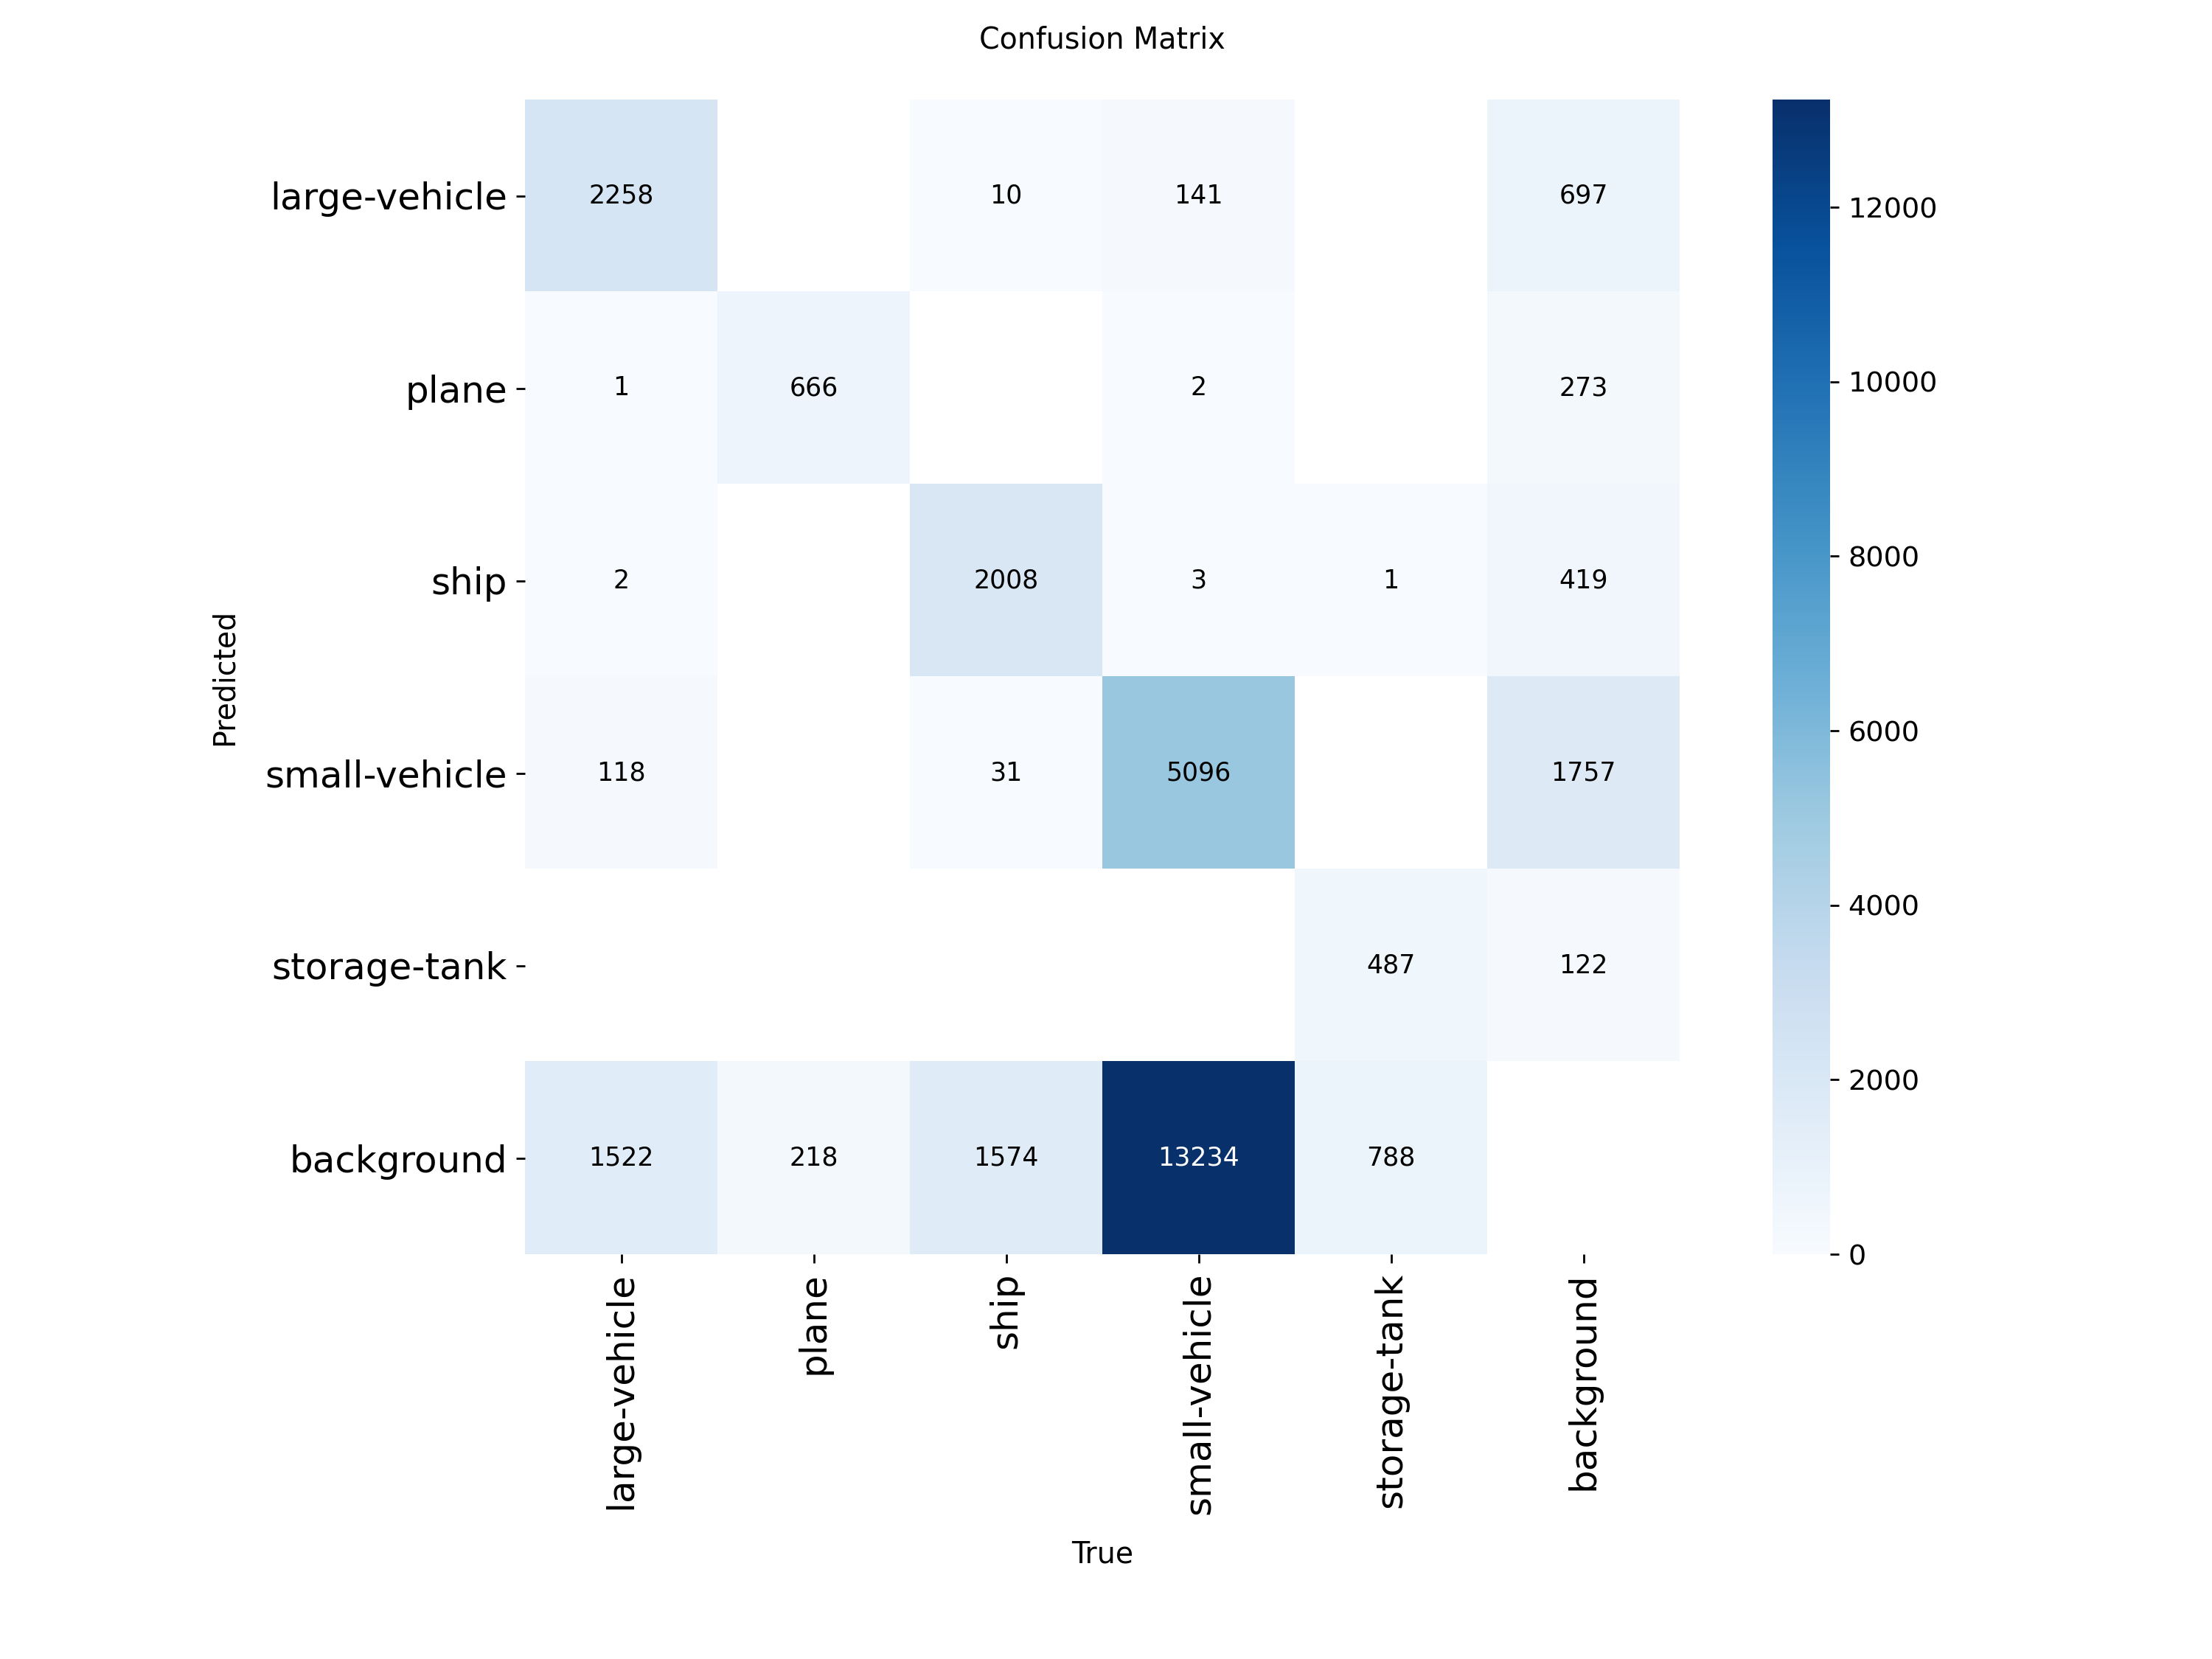 Confusion Matrix
large-vehicle 2258 10 141 697
plane 1 666 2 273
ship 2 2008 3 1 419
small-vehicle 118 31 5096 1757
storage-tank 487 122
background 1522 218 1574 13234 788
Predicted
large-vehicle plane ship small-vehicle storage-tank background
True
12000
10000
8000
6000
4000
2000
0